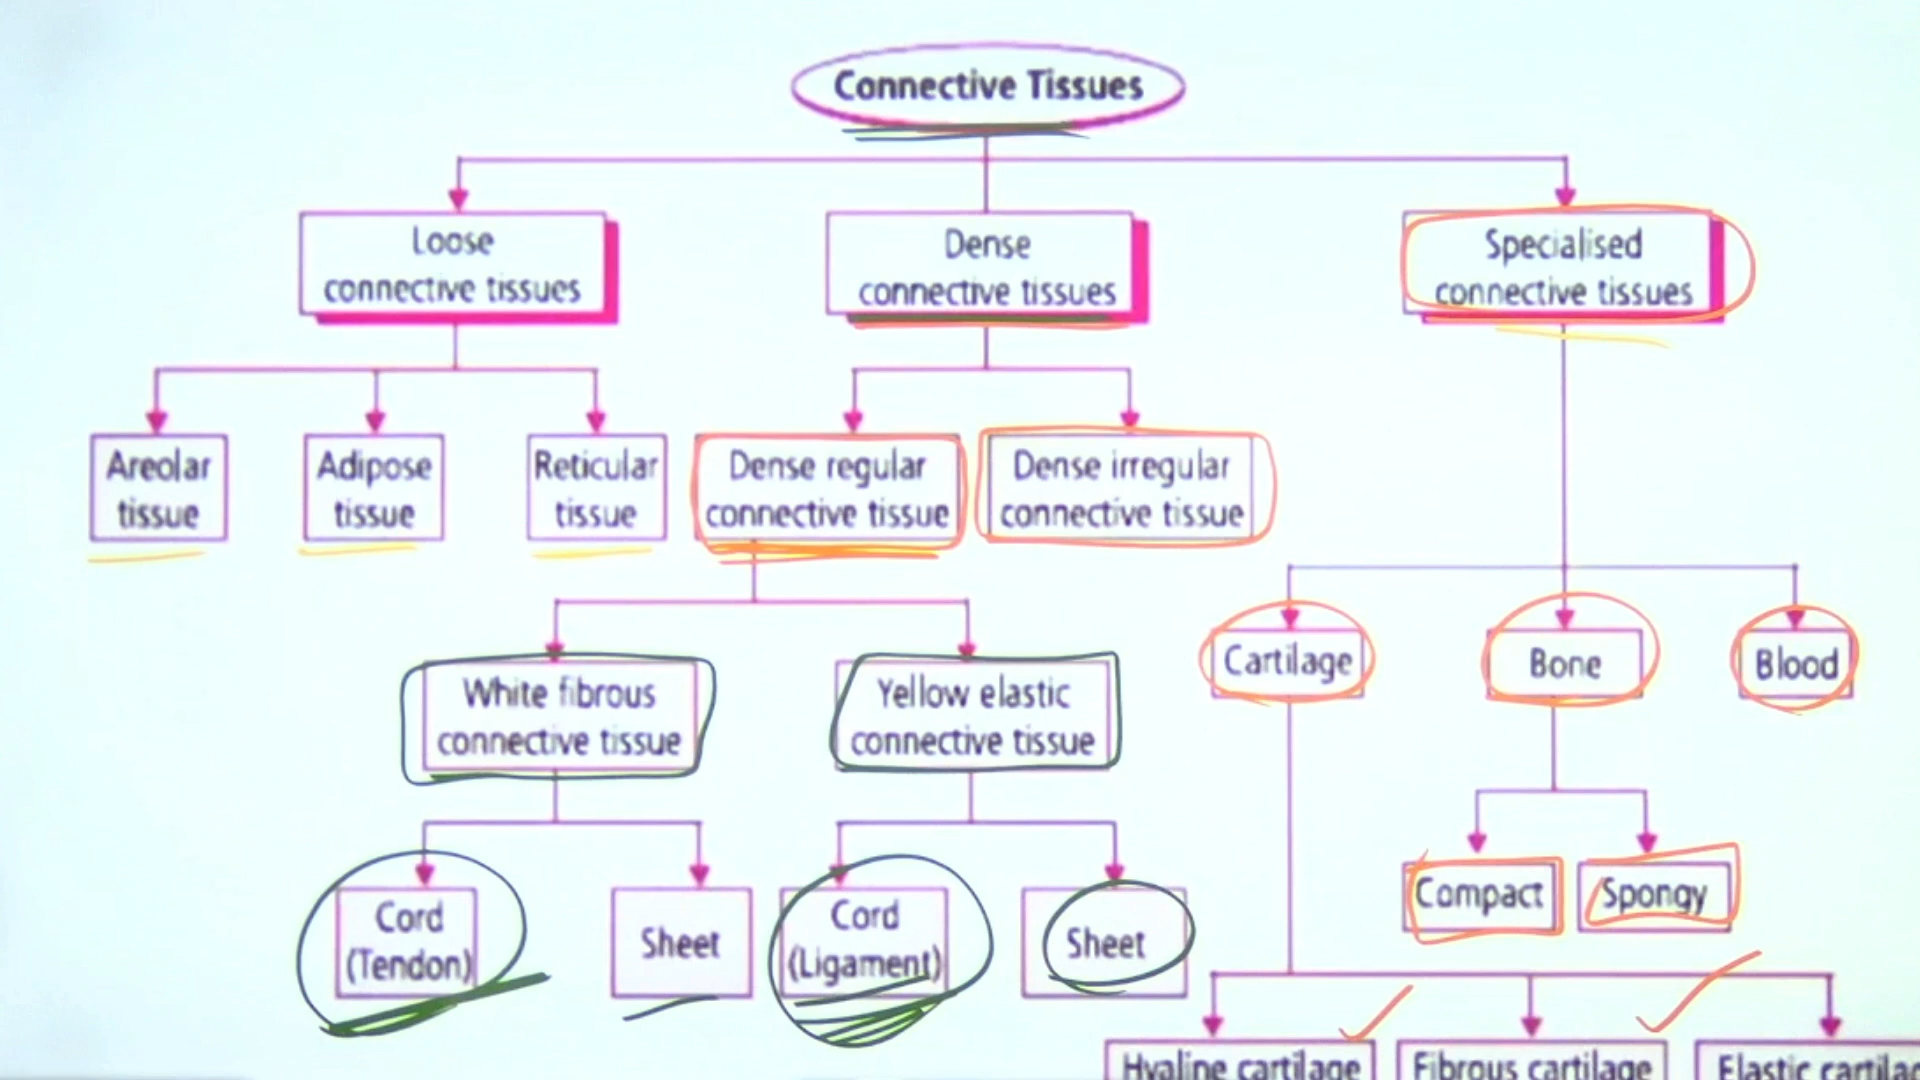 Connective Tissues
Loose
connective tissues
Dense
connective tissues
Specialised
connective tissues
Areolar
tissue
Adipose
tissue
Reticular
tissue
Dense regular
connective tissue
Dense irregular
connective tissue
Cartilage
Bone
Blood
White fibrous
connective tissue
Yellow elastic
connective tissue
Compact
Spongy
Cord
(Tendon)
Sheet
Cord
(Ligament)
Sheet
Hyaline cartilage
Fibrous cartilage
Elastic cartilag